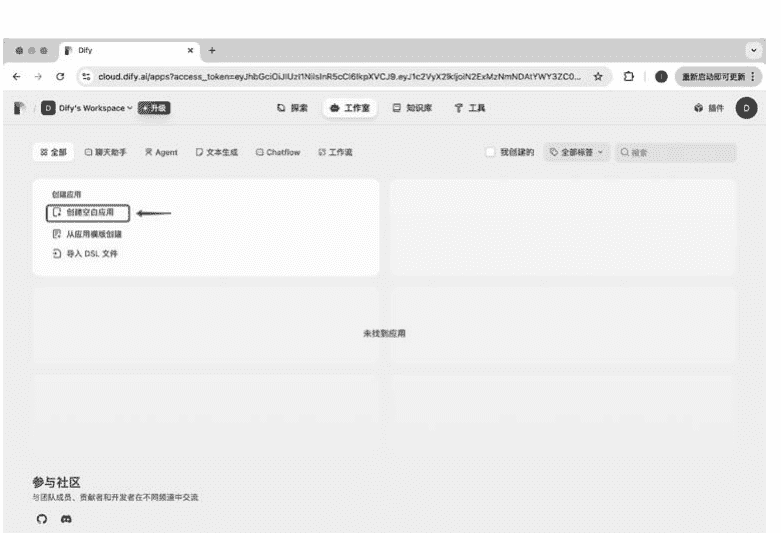 Dify
cloud.dify.ai/apps?access_token=eyJhbGciOiJIUzI1NiIsInR5cCI6IkpXVCJ9.eyJ1c2VyX2lkIjoiN2ExMzNmNDAtYWY3ZC0...
重新启动即可更新
D Dify's Workspace 升级
探索 工作室 知识库 工具
插件 D
全部 聊天助手 Agent 文本生成 Chatflow 工作流
我创建的 全部标签 搜索
创建应用
创建空白应用
从应用模版创建
导入 DSL 文件
未找到应用
参与社区
与团队成员、贡献者和开发者在不同频道中交流